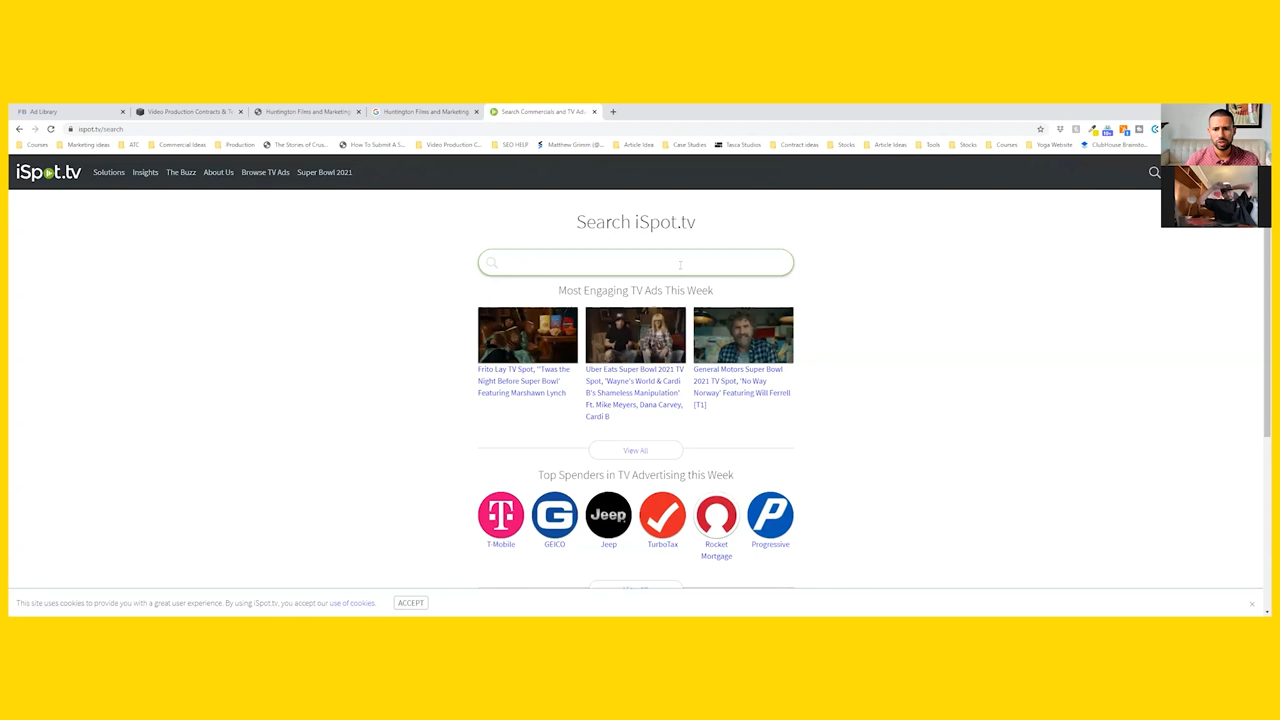 Ad Library
Video Production Contracts & T
Huntington Films and Marketing
Huntington Films and Marketing
Search Commercials and TV Ad
ispot.tv/search
Courses
Marketing ideas
ATC
Commercial Ideas
Production
The Stories of Crus...
How To Submit A S...
Video Production C...
SEO HELP
Matthew Grimm (@...
Article Idea
Case Studies
Tasca Studios
Contract ideas
Stocks
Article Ideas
Tools
Stocks
Courses
Yoga Website
ClubHouse Brainsto...
iSpot.tv
Solutions
Insights
The Buzz
About Us
Browse TV Ads
Super Bowl 2021
Search iSpot.tv
Most Engaging TV Ads This Week
Frito Lay TV Spot, "Twas the
Night Before Super Bowl'
Featuring Marshawn Lynch
Uber Eats Super Bowl 2021 TV
Spot, 'Wayne's World & Cardi
B's Shameless Manipulation'
Ft. Mike Meyers, Dana Carvey,
Cardi B
General Motors Super Bowl
2021 TV Spot, 'No Way
Norway' Featuring Will Ferrell
[T1]
View All
Top Spenders in TV Advertising this Week
T
G
Jeep
P
T-Mobile
GEICO
Jeep
TurboTax
Rocket
Mortgage
Progressive
This site uses cookies to provide you with a great user experience. By using iSpot.tv, you accept our use of cookies.
ACCEPT